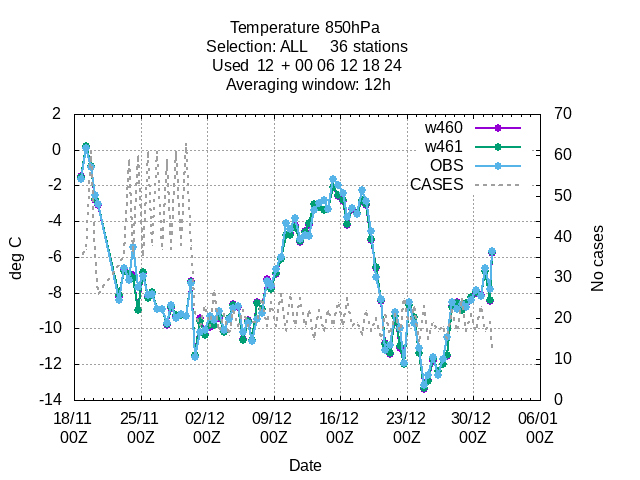 Temperature 850hPa
Selection: ALL     36 stations
Used  12  + 00 06 12 18 24
Averaging window: 12h
2
0
-2
-4
-6
-8
-10
-12
-14
deg C
70
60
50
40
30
20
10
0
No cases
w460
w461
OBS
CASES
18/11 25/11 02/12 09/12 16/12 23/12 30/12 06/01
00Z 00Z 00Z 00Z 00Z 00Z 00Z 00Z
Date